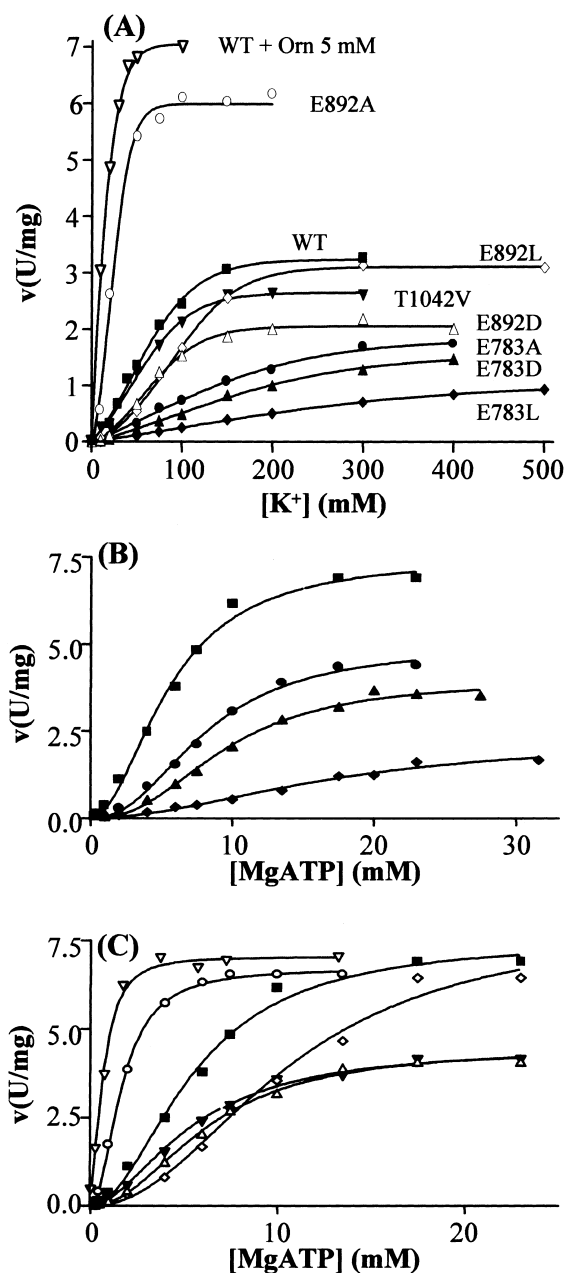 (A)
WT + Orn 5 mM
7
E892A
6
5
4
v(U/mg)
WT
E892L
3
T1042V
2
E892D
E783A
E783D
1
E783L
0
0 100 200 300 400 500
[K⁺] (mM)
(B)
7.5
5.0
v(U/mg)
2.5
0.0
0 10 20 30
[MgATP] (mM)
(C)
7.5
5.0
v(U/mg)
2.5
0.0
0 10 20
[MgATP] (mM)